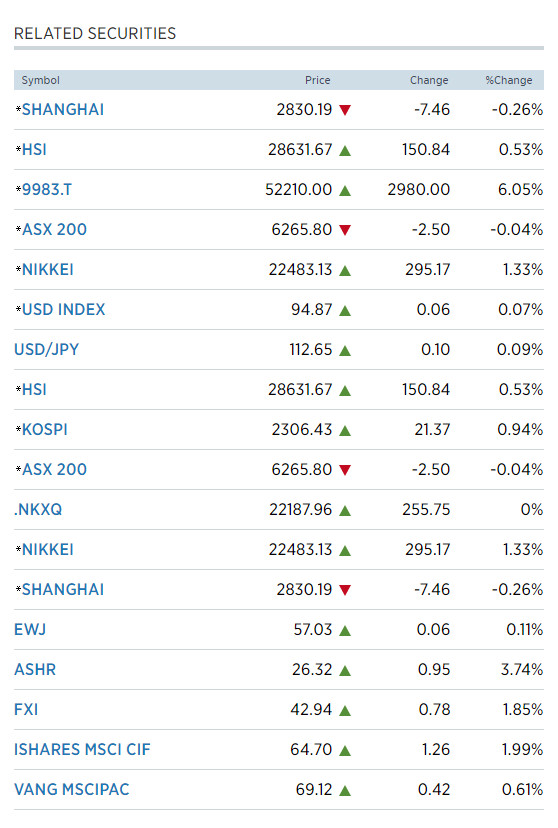 RELATED SECURITIES
Symbol Price Change %Change
*SHANGHAI 2830.19 ▼ -7.46 -0.26%
*HSI 28631.67 ▲ 150.84 0.53%
*9983.T 52210.00 ▲ 2980.00 6.05%
*ASX 200 6265.80 ▼ -2.50 -0.04%
*NIKKEI 22483.13 ▲ 295.17 1.33%
*USD INDEX 94.87 ▲ 0.06 0.07%
USD/JPY 112.65 ▲ 0.10 0.09%
*HSI 28631.67 ▲ 150.84 0.53%
*KOSPI 2306.43 ▲ 21.37 0.94%
*ASX 200 6265.80 ▼ -2.50 -0.04%
.NKXQ 22187.96 ▲ 255.75 0%
*NIKKEI 22483.13 ▲ 295.17 1.33%
*SHANGHAI 2830.19 ▼ -7.46 -0.26%
EWJ 57.03 ▲ 0.06 0.11%
ASHR 26.32 ▲ 0.95 3.74%
FXI 42.94 ▲ 0.78 1.85%
ISHARES MSCI CIF 64.70 ▲ 1.26 1.99%
VANG MSCIPAC 69.12 ▲ 0.42 0.61%